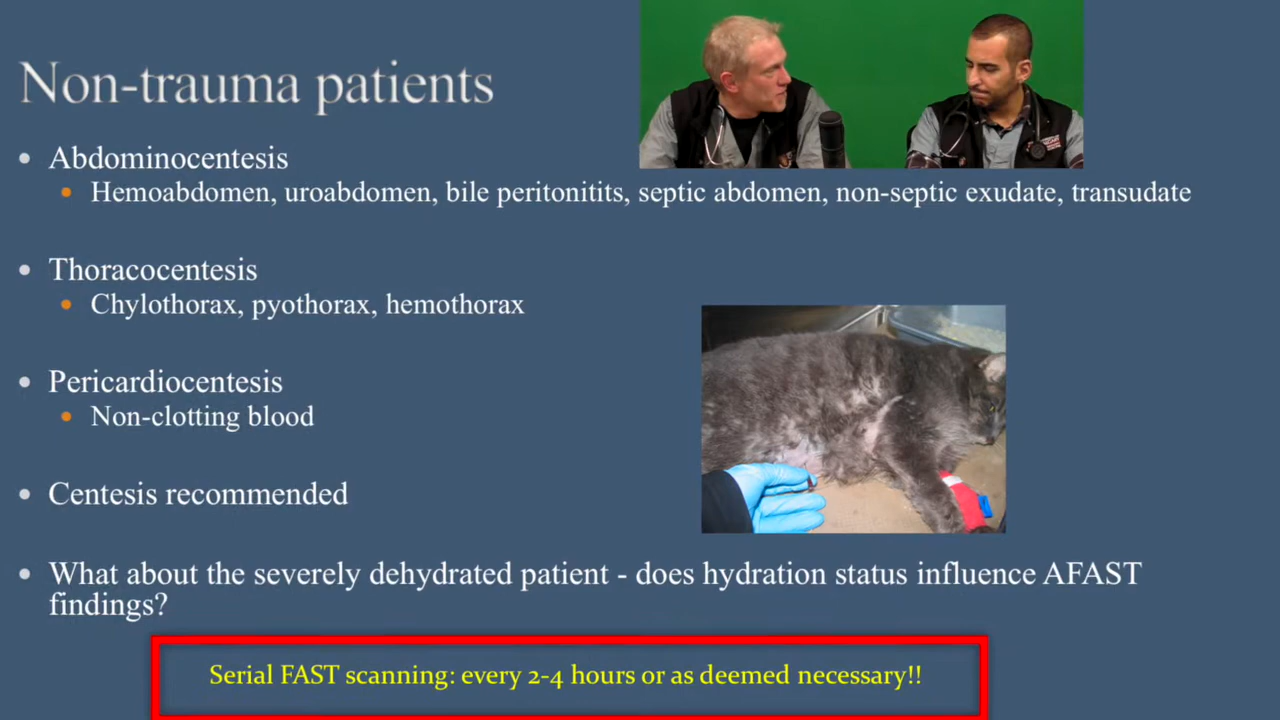 Non-trauma patients
Abdominocentesis
Hemoabdomen, uroabdomen, bile peritonitits, septic abdomen, non-septic exudate, transudate
Thoracocentesis
Chylothorax, pyothorax, hemothorax
Pericardiocentesis
Non-clotting blood
Centesis recommended
What about the severely dehydrated patient - does hydration status influence AFAST
findings?
Serial FAST scanning: every 2-4 hours or as deemed necessary!!